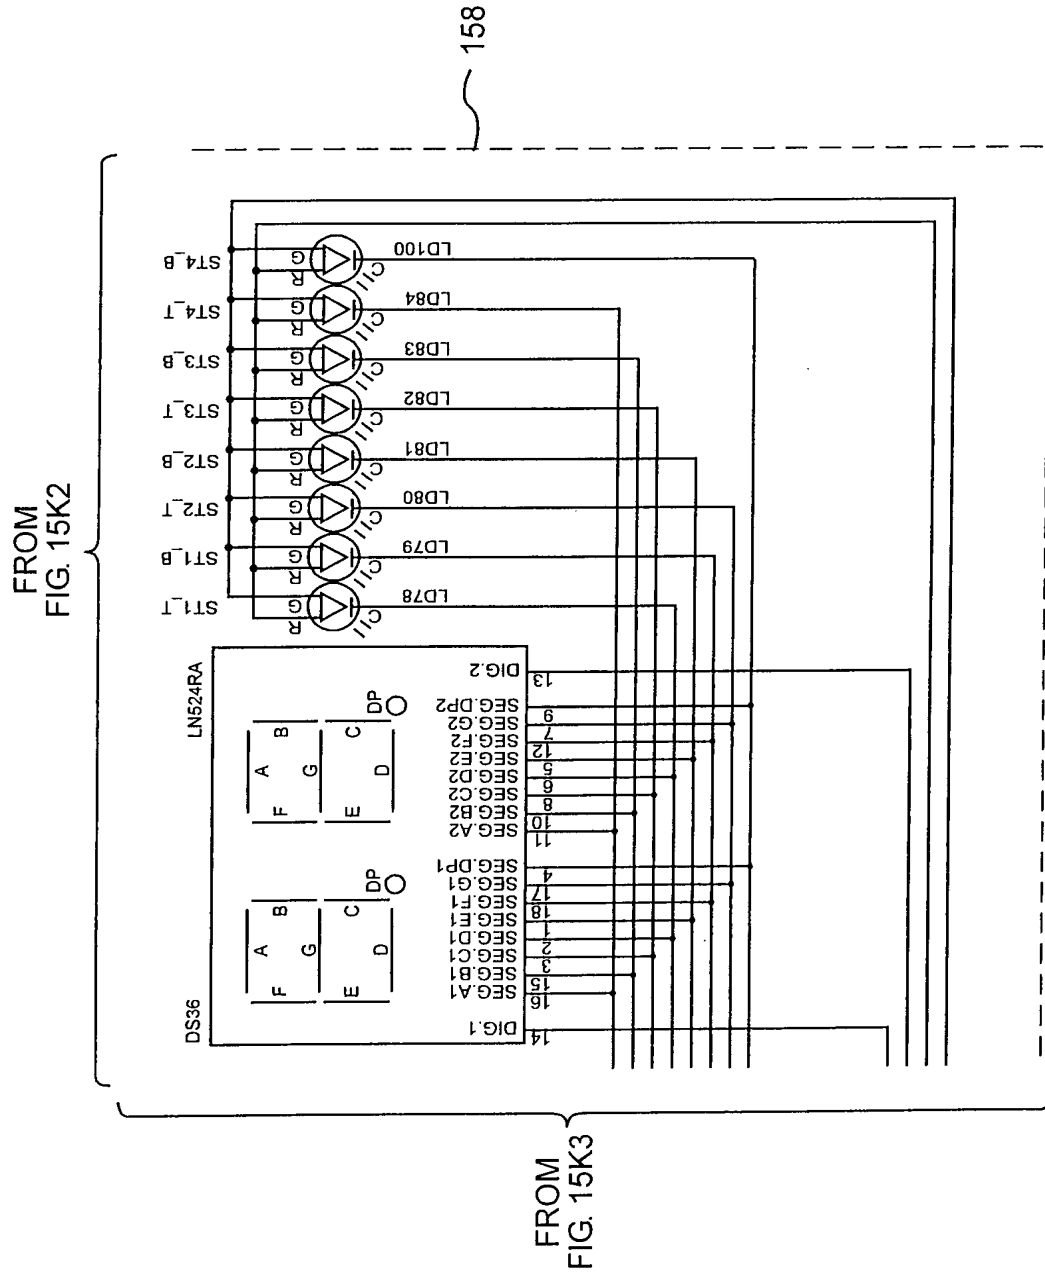 FROM
FIG. 15K2
158
ST1_T
ST1_B
ST2_T
ST2_B
ST3_T
ST3_B
ST4_T
ST4_B
R G
R G
R G
R G
R G
R G
R G
R G
C
C
C
C
C
C
C
C
LD78
LD79
LD80
LD81
LD82
LD83
LD84
LD100
DS36
LN524RA
A
F B
G
E C
D
DP
A
F B
G
E C
D
DP
DIG.1
SEG.A1
SEG.B1
SEG.C1
SEG.D1
SEG.E1
SEG.F1
SEG.G1
SEG.DP1
SEG.A2
SEG.B2
SEG.C2
SEG.D2
SEG.E2
SEG.F2
SEG.G2
SEG.DP2
DIG.2
14
16
15
3
2
1
18
17
4
11
10
8
6
5
12
7
9
13
FROM
FIG. 15K3